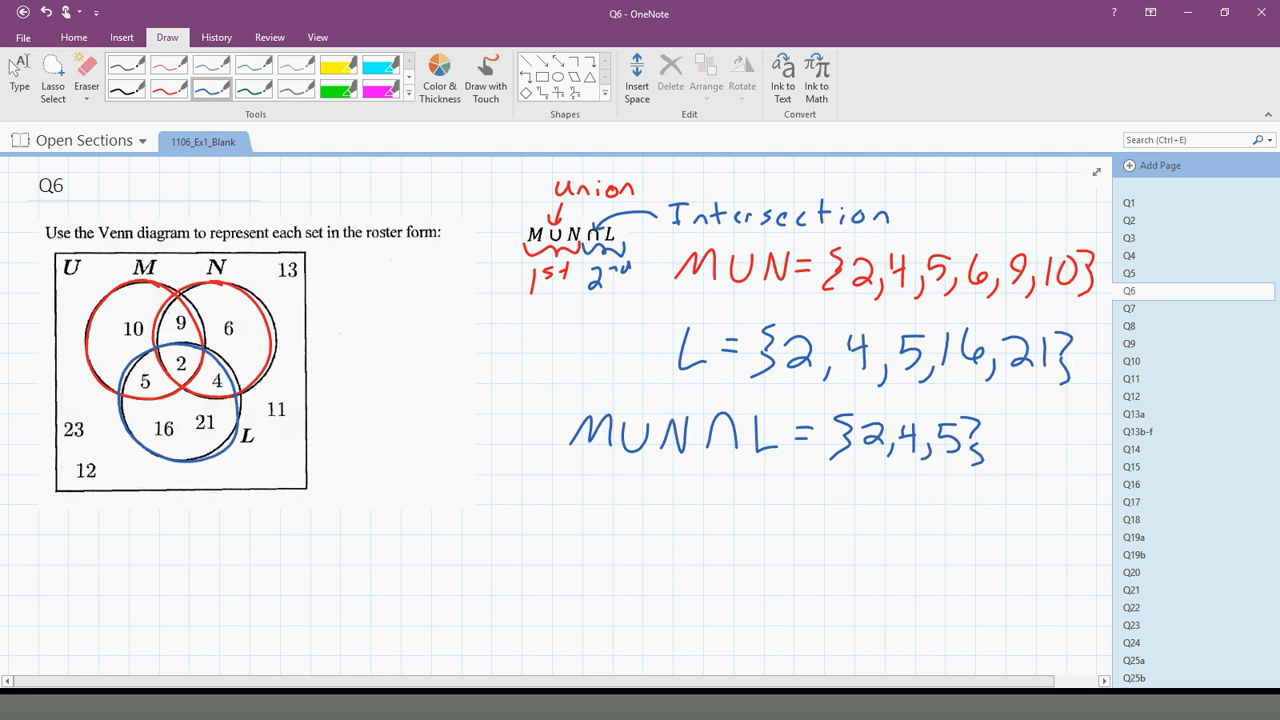 Q6 - OneNote
?
File Home Insert Draw History Review View
Type
Lasso Select
Eraser
Color & Thickness
Draw with Touch
Insert Space
Delete
Arrange
Rotate
Ink to Text
Ink to Math
Tools
Shapes
Edit
Convert
Open Sections
1106_Ex1_Blank
Search (Ctrl+E)
Q6
Use the Venn diagram to represent each set in the roster form:
U M N 13
10 9 6
2
5 4
11
16 21
L
23
12
union
Intersection
M ∪ N ∩ L
1st 2nd
M U N = {2,4,5,6,9,10}
L = {2, 4, 5, 16, 21}
M U N ∩ L = {2,4,5}
Add Page
Q1
Q2
Q3
Q4
Q5
Q6
Q7
Q8
Q9
Q10
Q11
Q12
Q13a
Q13b-f
Q14
Q15
Q16
Q17
Q18
Q19a
Q19b
Q20
Q21
Q22
Q23
Q24
Q25a
Q25b